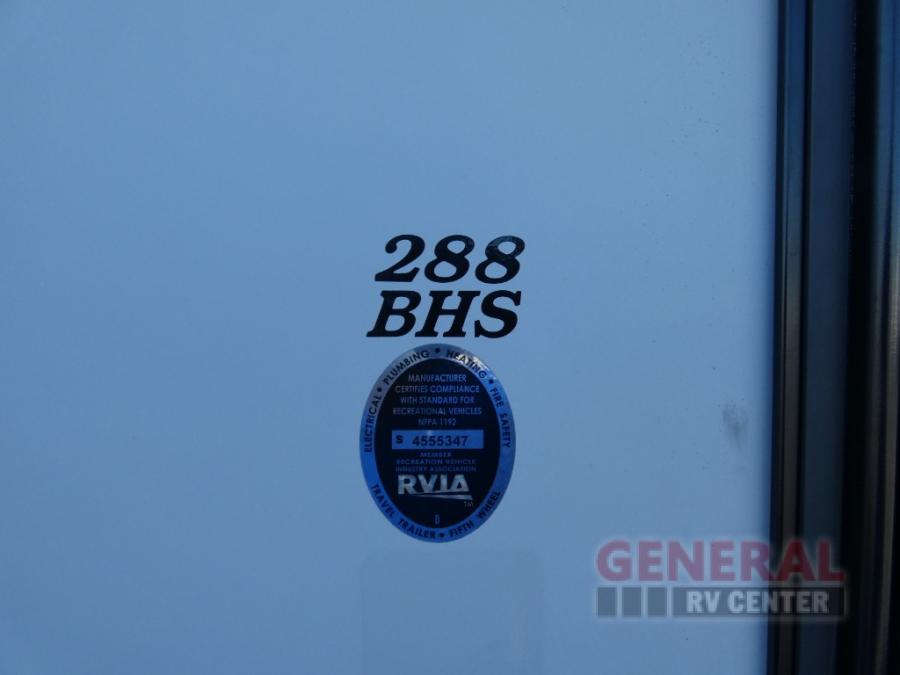 288
BHS
ELECTRICAL • PLUMBING • HEATING • FIRE SAFETY
MANUFACTURER
CERTIFIES COMPLIANCE
WITH STANDARD FOR
RECREATIONAL VEHICLES
NFPA 1192
S 4555347
MEMBER
RECREATION VEHICLE
INDUSTRY ASSOCIATION
RVIA
TM
D
TRAVEL TRAILER • FIFTH WHEEL
GENERAL
RV CENTER